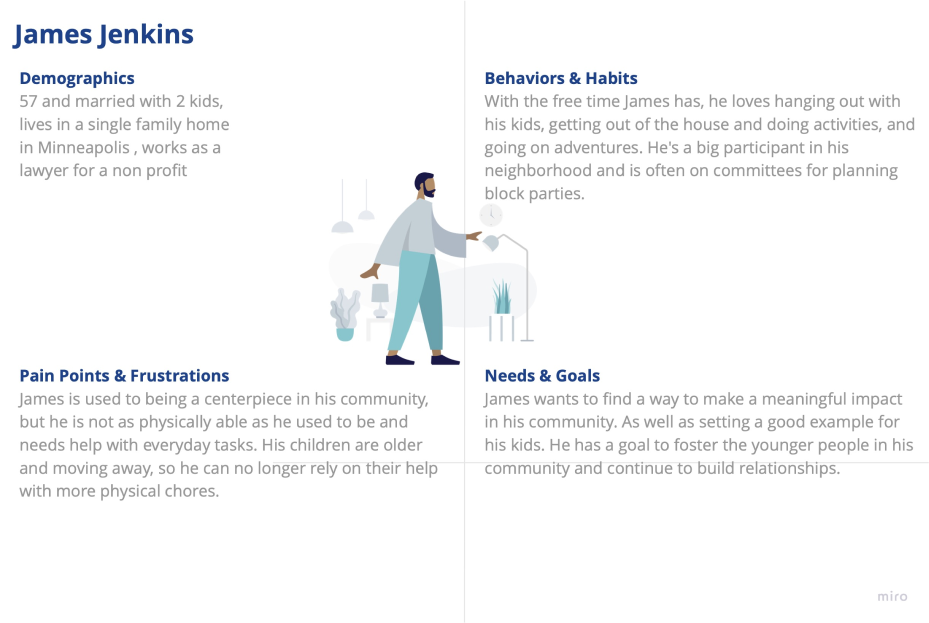 James Jenkins
Demographics
57 and married with 2 kids,
lives in a single family home
in Minneapolis , works as a
lawyer for a non profit
Behaviors & Habits
With the free time James has, he loves hanging out with
his kids, getting out of the house and doing activities, and
going on adventures. He's a big participant in his
neighborhood and is often on committees for planning
block parties.
Pain Points & Frustrations
James is used to being a centerpiece in his community,
but he is not as physically able as he used to be and
needs help with everyday tasks. His children are older
and moving away, so he can no longer rely on their help
with more physical chores.
Needs & Goals
James wants to find a way to make a meaningful impact
in his community. As well as setting a good example for
his kids. He has a goal to foster the younger people in his
community and continue to build relationships.
miro